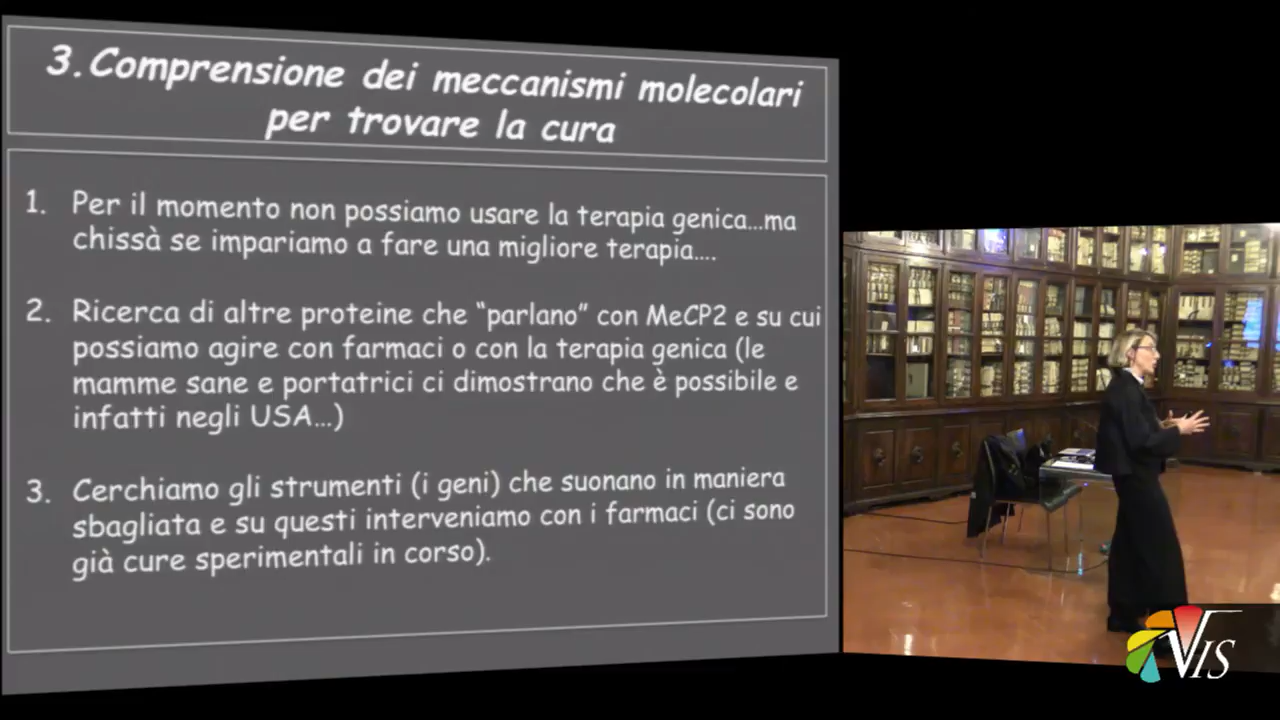 3. Comprensione dei meccanismi molecolari
per trovare la cura
1. Per il momento non possiamo usare la terapia genica...ma
chissà se impariamo a fare una migliore terapia....
2. Ricerca di altre proteine che “parlano” con MeCP2 e su cui
possiamo agire con farmaci o con la terapia genica (le
mamme sane e portatrici ci dimostrano che è possibile e
infatti negli USA...)
3. Cerchiamo gli strumenti (i geni) che suonano in maniera
sbagliata e su questi interveniamo con i farmaci (ci sono
già cure sperimentali in corso).
VIS